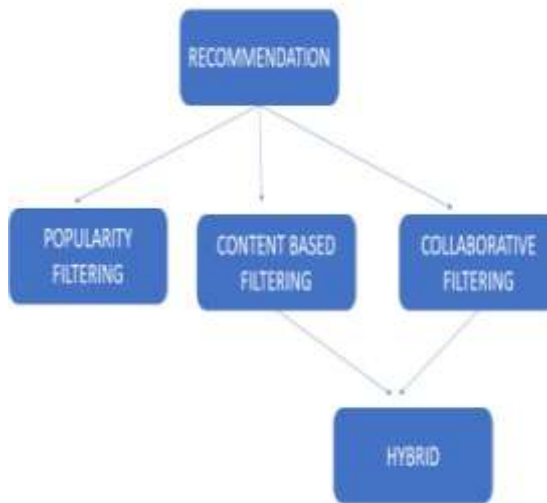 RECOMMENDATION
POPULARITY
FILTERING
CONTENT BASED
FILTERING
COLLABORATIVE
FILTERING
HYBRID